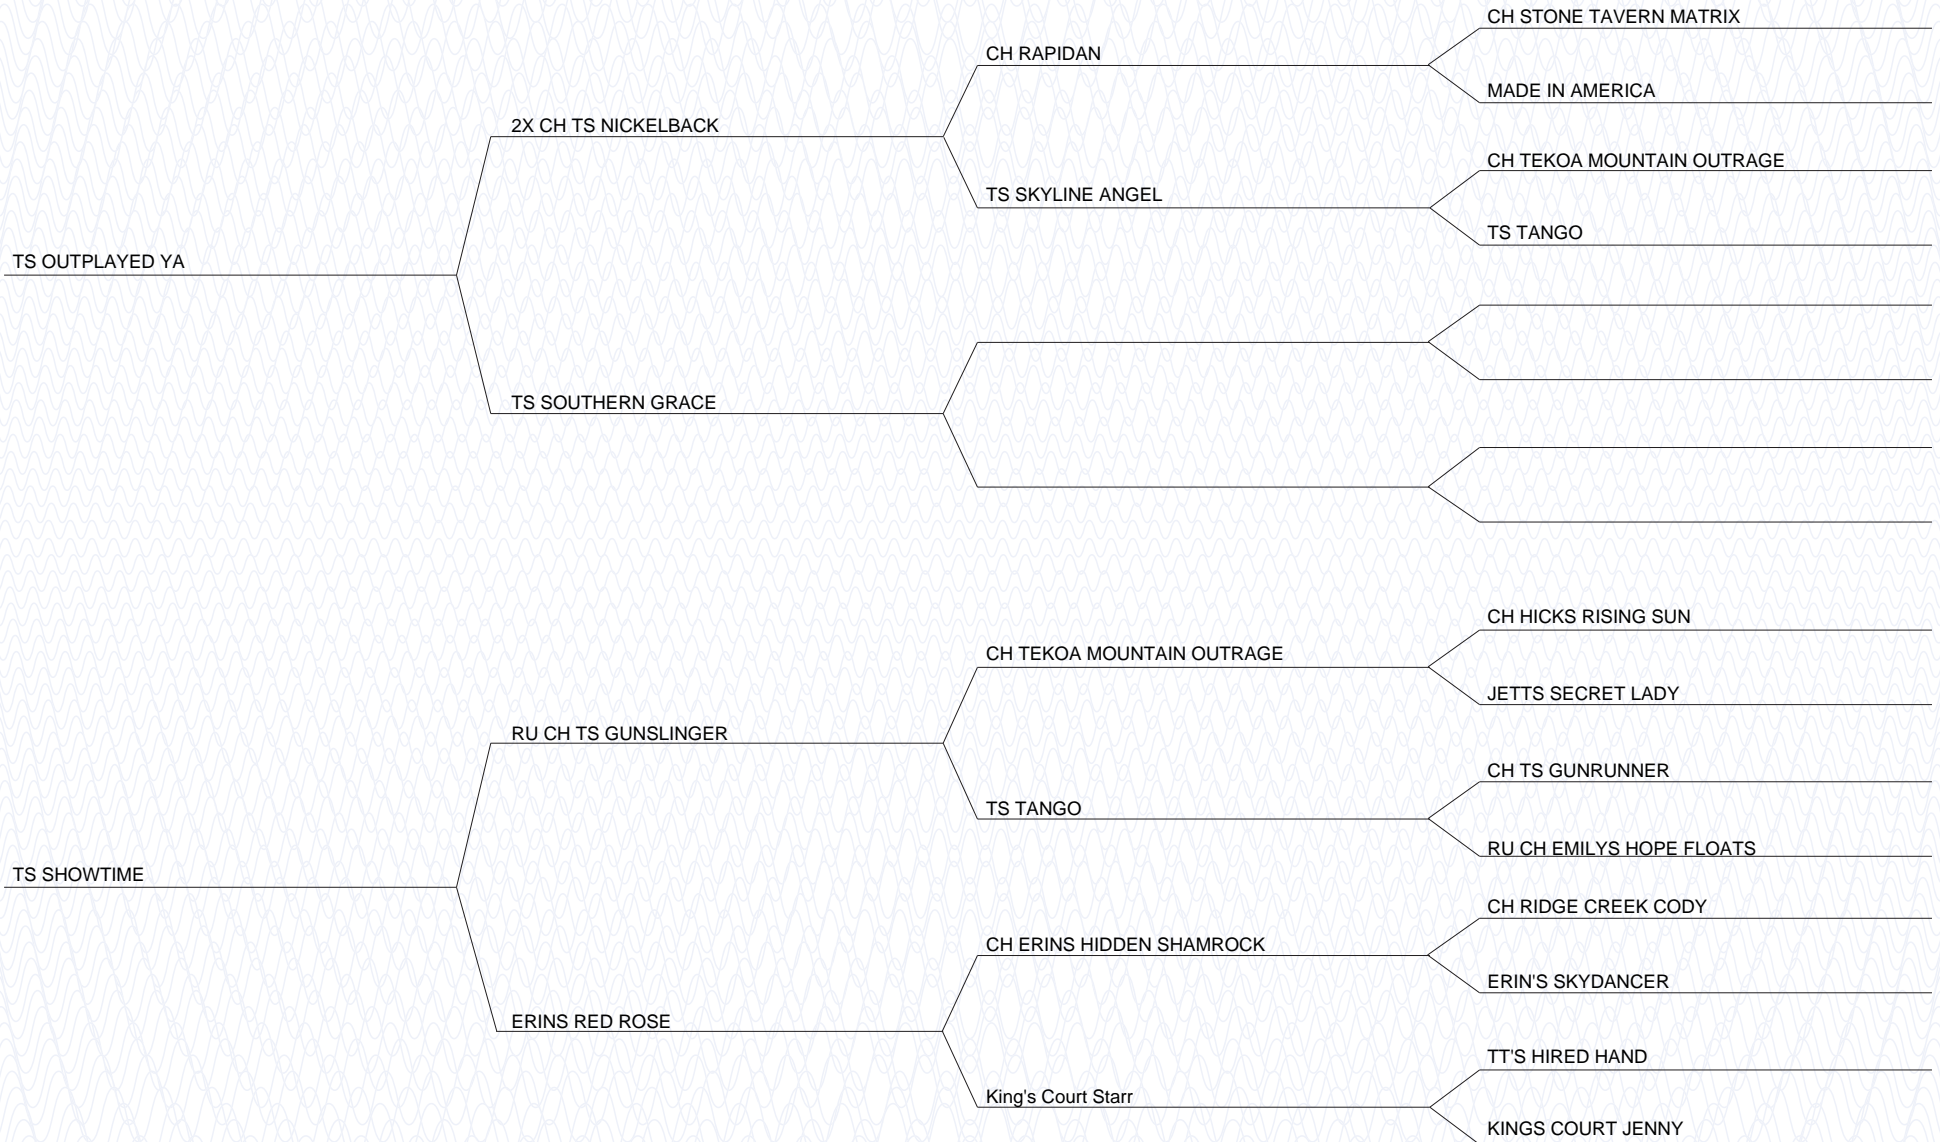 CH STONE TAVERN MATRIX
CH RAPIDAN
MADE IN AMERICA
2X CH TS NICKELBACK
CH TEKOA MOUNTAIN OUTRAGE
TS SKYLINE ANGEL
TS TANGO
TS OUTPLAYED YA
TS SOUTHERN GRACE
CH HICKS RISING SUN
CH TEKOA MOUNTAIN OUTRAGE
JETTS SECRET LADY
RU CH TS GUNSLINGER
CH TS GUNRUNNER
TS TANGO
RU CH EMILYS HOPE FLOATS
TS SHOWTIME
CH RIDGE CREEK CODY
CH ERINS HIDDEN SHAMROCK
ERIN'S SKYDANCER
ERINS RED ROSE
TT'S HIRED HAND
King's Court Starr
KINGS COURT JENNY